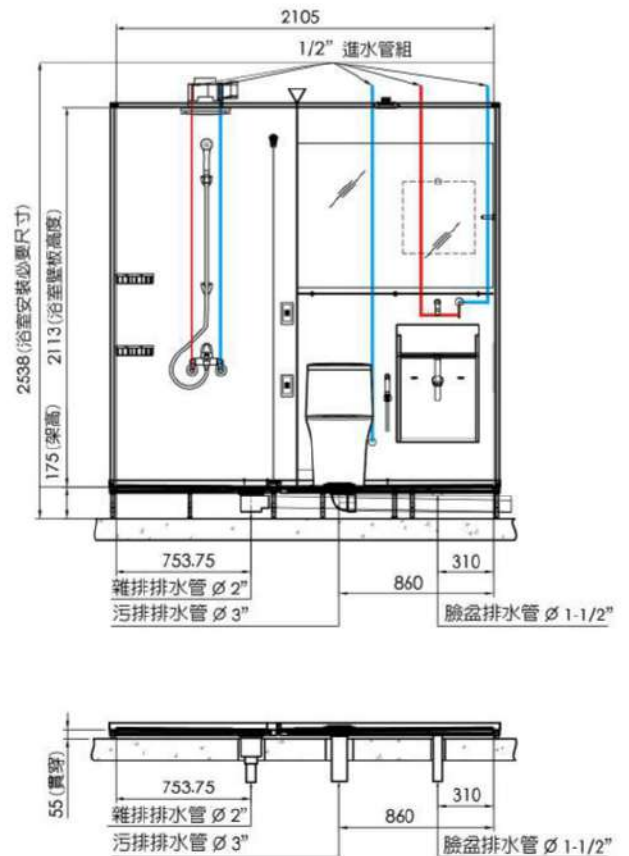 2105
1/2” 進水管組
2538(浴室安裝必要尺寸)
2113(浴室壁板高度)
175(架高)
753.75
310
雜排排水管 Ø 2”
860
污排排水管 Ø 3”
臉盆排水管 Ø 1-1/2”
55(貫穿)
753.75
310
雜排排水管 Ø 2”
860
污排排水管 Ø 3”
臉盆排水管 Ø 1-1/2”